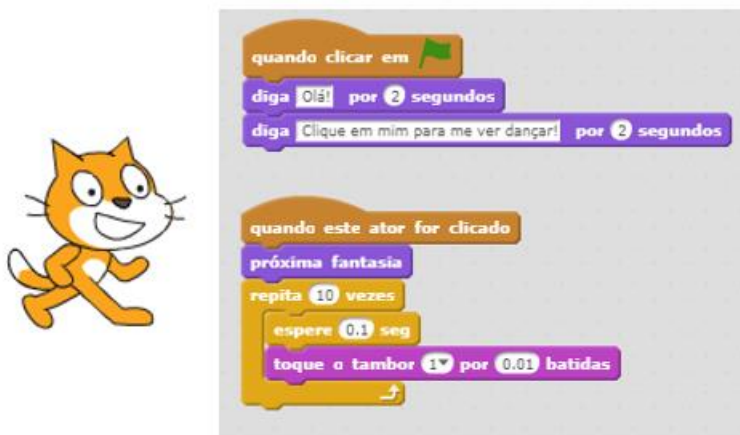 quando clicar em
diga Olá! por 2 segundos
diga Clique em mim para me ver dançar! por 2 segundos
quando este ator for clicado
próxima fantasia
repita 10 vezes
espere 0.1 seg
toque o tambor 1 por 0.01 batidas